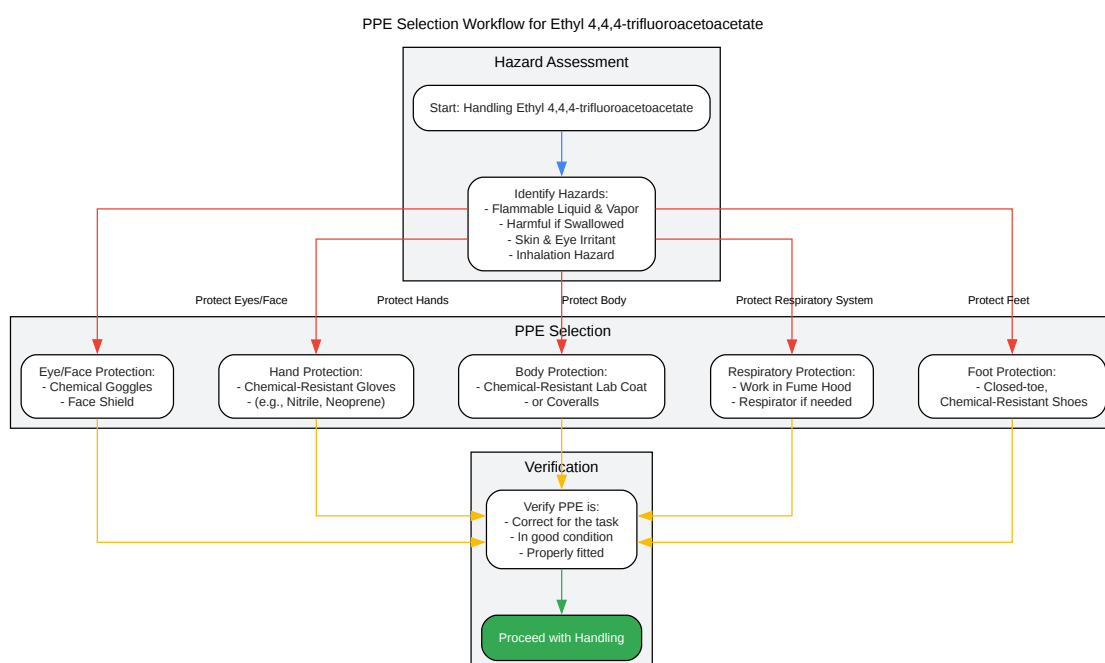 PPE Selection Workflow for Ethyl 4,4,4-trifluoroacetoacetate
Hazard Assessment
Start: Handling Ethyl 4,4,4-trifluoroacetoacetate
Identify Hazards:
- Flammable Liquid & Vapor
- Harmful if Swallowed
- Skin & Eye Irritant
- Inhalation Hazard
Protect Eyes/Face
Protect Hands
Protect Body
Protect Respiratory System
Protect Feet
PPE Selection
Eye/Face Protection:
- Chemical Goggles
- Face Shield
Hand Protection:
- Chemical-Resistant Gloves
- (e.g., Nitrile, Neoprene)
Body Protection:
- Chemical-Resistant Lab Coat
- or Coveralls
Respiratory Protection:
- Work in Fume Hood
- Respirator if needed
Foot Protection:
- Closed-toe,
Chemical-Resistant Shoes
Verification
Verify PPE is:
- Correct for the task
- In good condition
- Properly fitted
Proceed with Handling